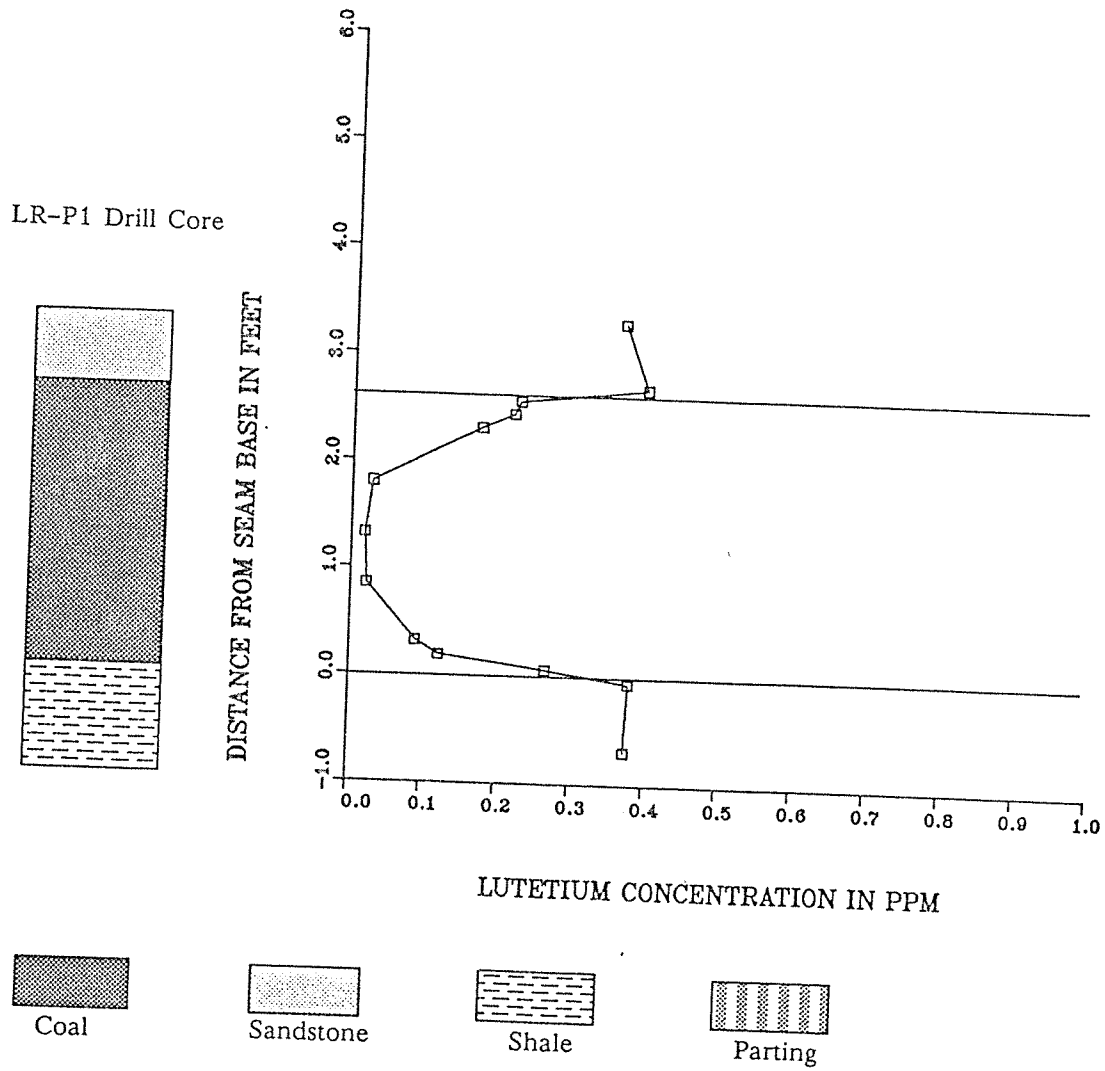 LR-P1 Drill Core
DISTANCE FROM SEAM BASE IN FEET
6.0
5.0
4.0
3.0
2.0
1.0
0.0
-1.0
0.0 0.1 0.2 0.3 0.4 0.5 0.6 0.7 0.8 0.9 1.0
LUTETIUM CONCENTRATION IN PPM
Coal
Sandstone
Shale
Parting